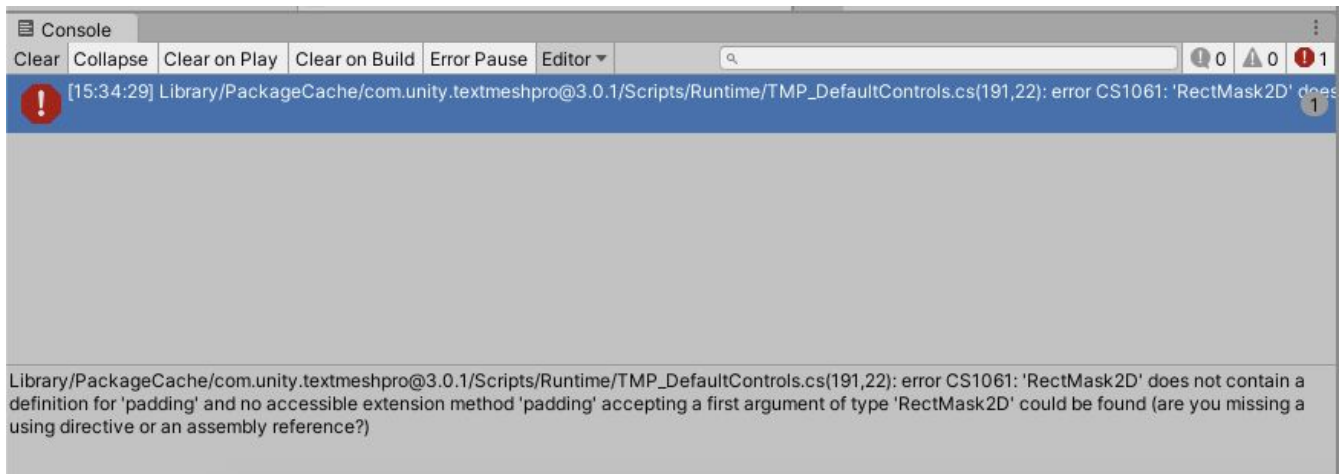 Console
Clear Collapse Clear on Play Clear on Build Error Pause Editor 0 0 1
[15:34:29] Library/PackageCache/com.unity.textmeshpro@3.0.1/Scripts/Runtime/TMP_DefaultControls.cs(191,22): error CS1061: 'RectMask2D' does
1
Library/PackageCache/com.unity.textmeshpro@3.0.1/Scripts/Runtime/TMP_DefaultControls.cs(191,22): error CS1061: 'RectMask2D' does not contain a
definition for 'padding' and no accessible extension method 'padding' accepting a first argument of type 'RectMask2D' could be found (are you missing a
using directive or an assembly reference?)